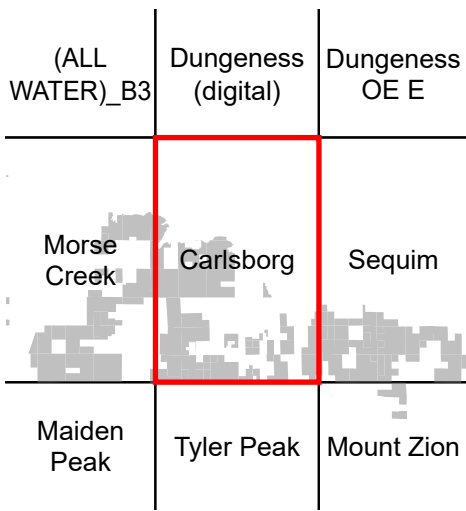 (ALL
WATER)_B3
Dungeness
(digital)
Dungeness
OE E
Morse
Creek
Carlsborg
Sequim
Maiden
Peak
Tyler Peak
Mount Zion